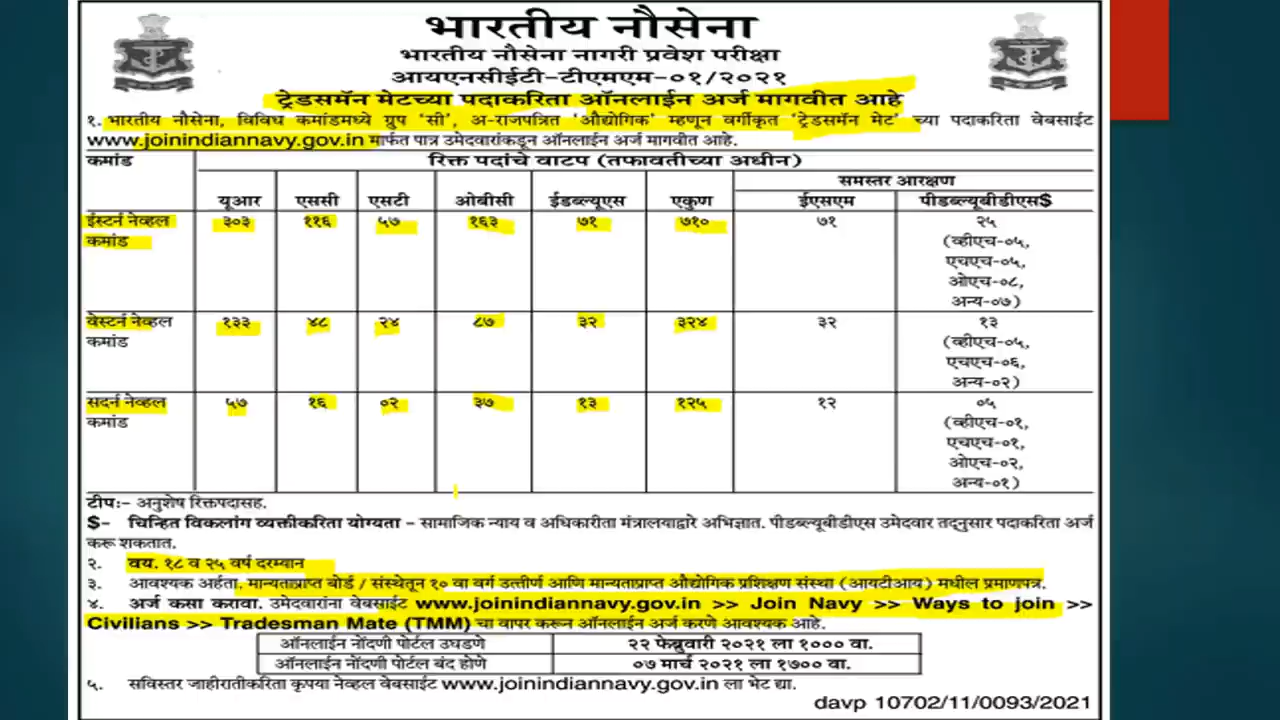 भारतीय नौसेना
भारतीय नौसेना नागरी प्रवेश परीक्षा
आयएनसीईटी-टीएमएम-०१/२०२१
ट्रेडसमॅन मेटच्या पदाकरिता ऑनलाईन अर्ज मागवीत आहे
१. भारतीय नौसेना, विविध कमांडमध्ये ग्रुप 'सी', अ-राजपत्रित 'औद्योगिक' म्हणून वर्गीकृत 'ट्रेडसमॅन मेट' च्या पदाकरिता वेबसाईट
www.joinindiannavy.gov.in मार्फत पात्र उमेदवारांकडून ऑनलाईन अर्ज मागवीत आहे.
कमांड रिक्त पदांचे वाटप (तफावतीच्या अधीन)
समस्तर आरक्षण
यूआर एससी एसटी ओबीसी ईडब्ल्यूएस एकुण ईएसएम पीडब्ल्यूबीडीएस$
ईस्टर्न नेव्हल ३०३ ११६ ५७ १६३ ७१ ७१० ७१ २५
कमांड (व्हीएच-०५,
एचएच-०५,
ओएच-०८,
अन्य-०७)
वेस्टर्न नेव्हल १३३ ४८ २४ ८७ ३२ ३२४ ३२ १३
कमांड (व्हीएच-०५,
एचएच-०६,
अन्य-०२)
सदर्न नेव्हल ५७ १६ ०२ ३७ १३ १२५ १२ ०५
कमांड (व्हीएच-०१,
एचएच-०१,
ओएच-०२,
अन्य-०१)
टीपः- अनुशेष रिक्तपदासह.
$- चिन्हित विकलांग व्यक्तीकरिता योग्यता - सामाजिक न्याय व अधिकारीता मंत्रालयाद्वारे अभिज्ञात. पीडब्ल्यूबीडीएस उमेदवार तद्नुसार पदाकरिता अर्ज
करू शकतात.
२. वय. १८ व २५ वर्ष दरम्यान
३. आवश्यक अर्हता. मान्यताप्राप्त बोर्ड / संस्थेतून १० वा वर्ग उत्तीर्ण आणि मान्यताप्राप्त औद्योगिक प्रशिक्षण संस्था (आयटीआय) मधील प्रमाणपत्र.
४. अर्ज कसा करावा. उमेदवारांना वेबसाईट www.joinindiannavy.gov.in >> Join Navy >> Ways to join >>
Civilians >> Tradesman Mate (TMM) चा वापर करून ऑनलाईन अर्ज करणे आवश्यक आहे.
ऑनलाईन नोंदणी पोर्टल उघडणे २२ फेब्रुवारी २०२१ ला १००० वा.
ऑनलाईन नोंदणी पोर्टल बंद होणे ०७ मार्च २०२१ ला १७०० वा.
५. सविस्तर जाहीरातीकरिता कृपया नेव्हल वेबसाईट www.joinindiannavy.gov.in ला भेट द्या.
davp 10702/11/0093/2021